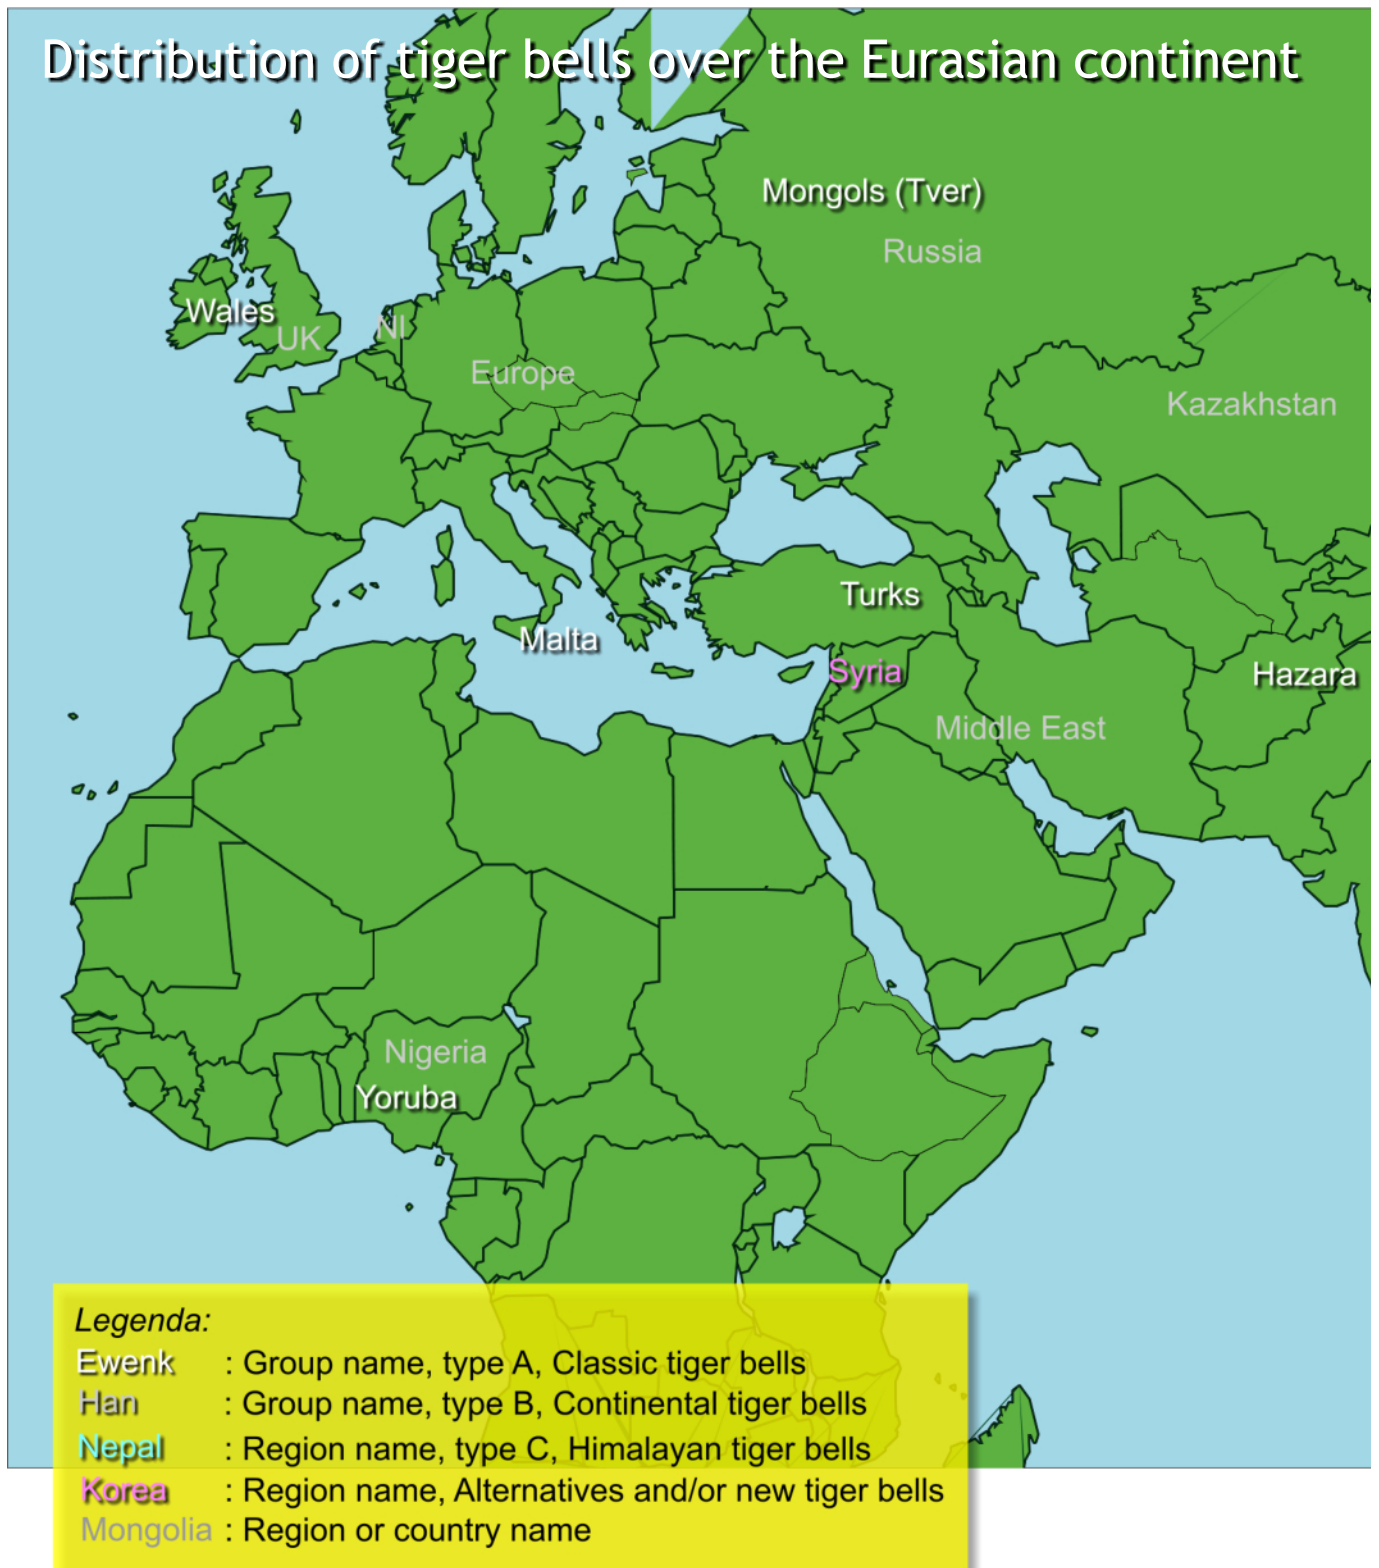 Distribution of tiger bells over the Eurasian continent
Mongols (Tver)
Russia
Wales
UK
Nl
Europe
Kazakhstan
Turks
Malta
Syria
Hazara
Middle East
Nigeria
Yoruba
Legenda:
Ewenk : Group name, type A, Classic tiger bells
Han : Group name, type B, Continental tiger bells
Nepal : Region name, type C, Himalayan tiger bells
Korea : Region name, Alternatives and/or new tiger bells
Mongolia : Region or country name